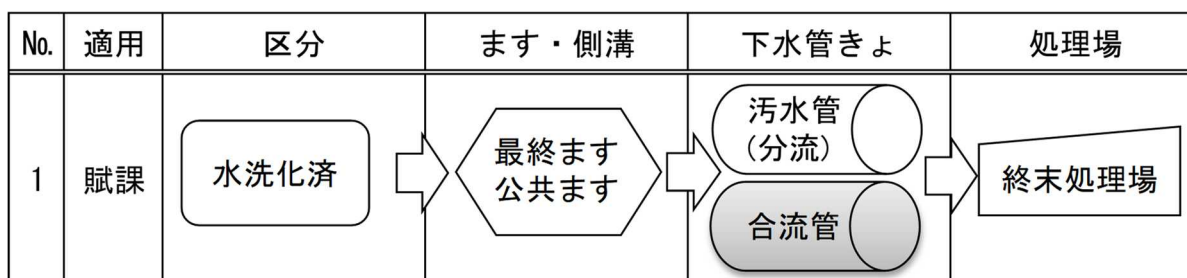 No. 適用 区分 ます・側溝 下水管きょ 処理場
1 賦課 水洗化済
最終ます
公共ます
汚水管
(分流)
合流管
終末処理場